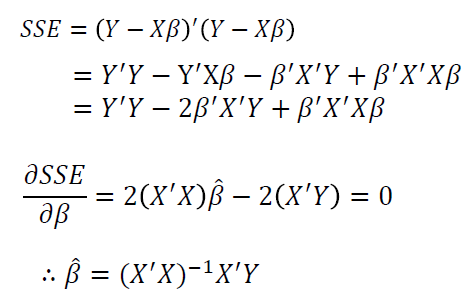 SSE = (Y − Xβ)′(Y − Xβ)
= Y′Y − Y′Xβ − β′X′Y + β′X′Xβ
= Y′Y − 2β′X′Y + β′X′Xβ
∂SSE/∂β = 2(X′X)β̂ − 2(X′Y) = 0
∴ β̂ = (X′X)⁻¹X′Y